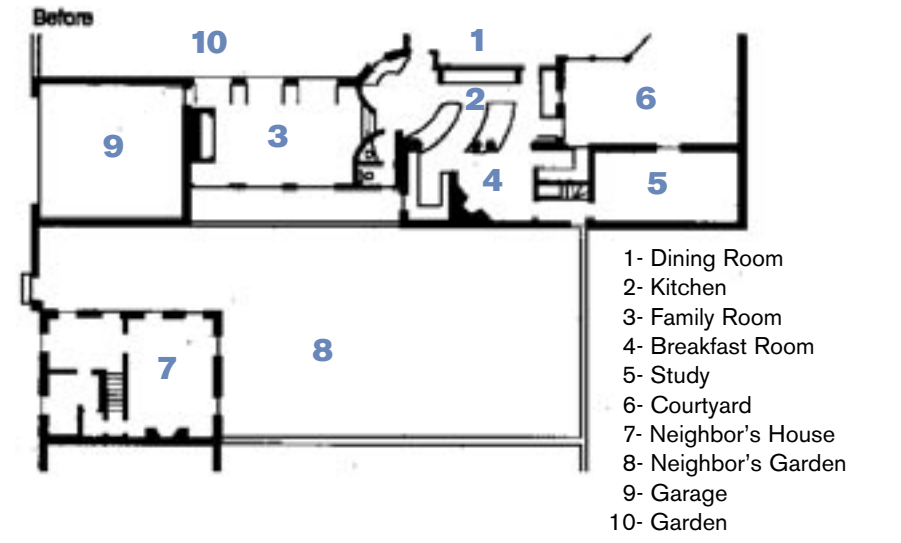 Before
10
1
2
6
3
9
4
5
8
7
1- Dining Room
2- Kitchen
3- Family Room
4- Breakfast Room
5- Study
6- Courtyard
7- Neighbor's House
8- Neighbor's Garden
9- Garage
10- Garden